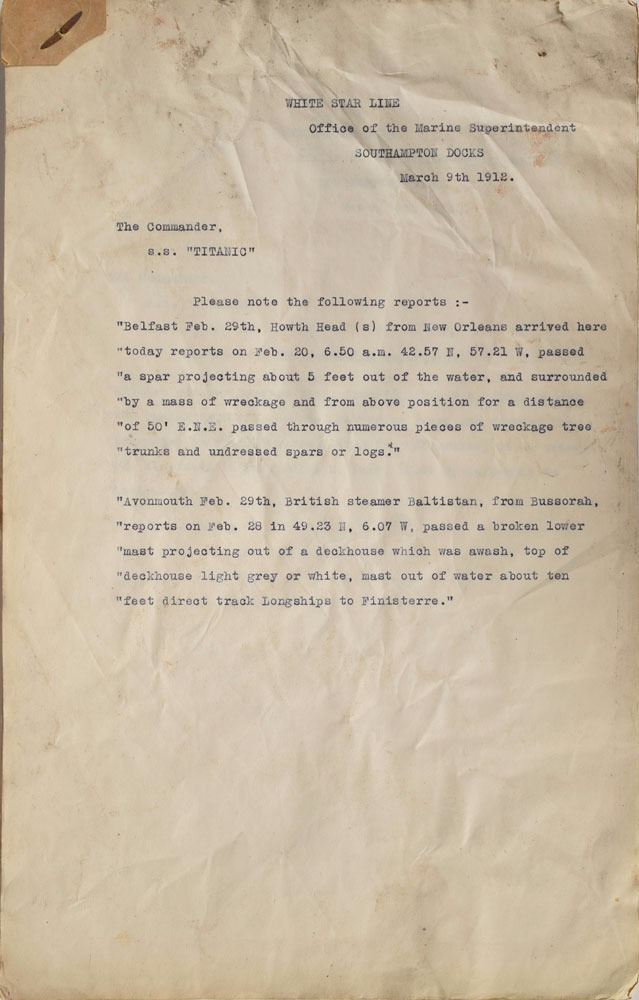 WHITE STAR LINE
Office of the Marine Superintendent
SOUTHAMPTON DOCKS
March 9th 1912.
The Commander,
s.s. "TITANIC"
Please note the following reports :-
"Belfast Feb. 29th, Howth Head (s) from New Orleans arrived here
"today reports on Feb. 20, 6.50 a.m. 42.57 N, 57.21 W, passed
"a spar projecting about 5 feet out of the water, and surrounded
"by a mass of wreckage and from above position for a distance
"of 50' E.N.E. passed through numerous pieces of wreckage tree
"trunks and undressed spars or logs."
"Avonmouth Feb. 29th, British steamer Baltistan, from Bussorah,
"reports on Feb. 28 in 49.23 N, 6.07 W, passed a broken lower
"mast projecting out of a deckhouse which was awash, top of
"deckhouse light grey or white, mast out of water about ten
"feet direct track Longships to Finisterre."